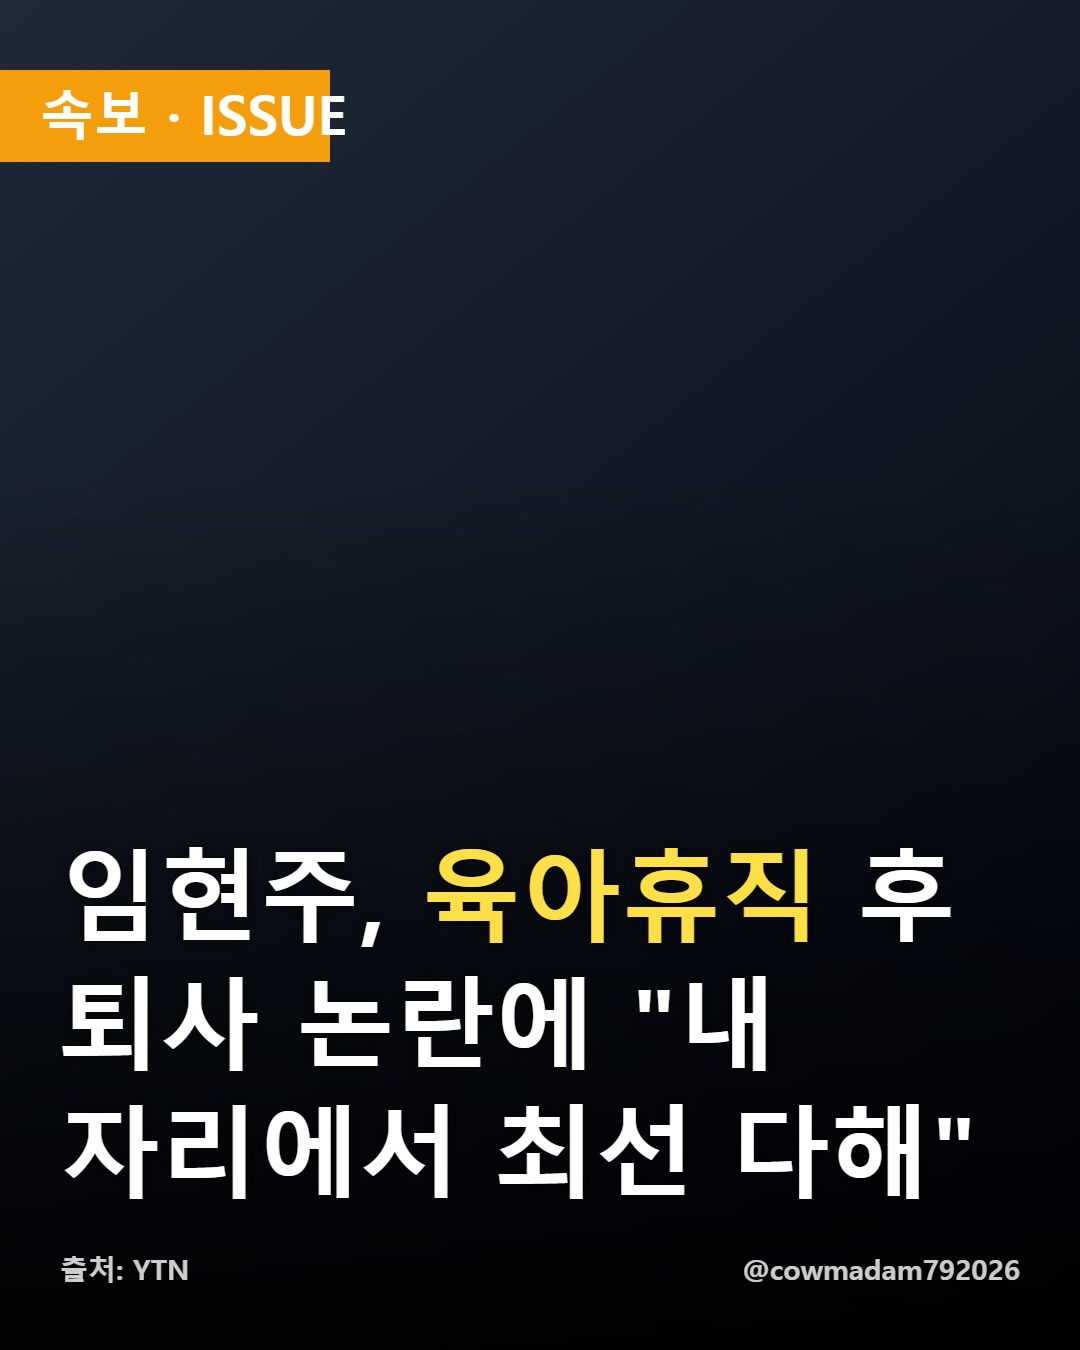 속보 · ISSUE
임현주, 육아휴직 후
퇴사 논란에 "내
자리에서 최선 다해"
출처: YTN
@cowmadam792026